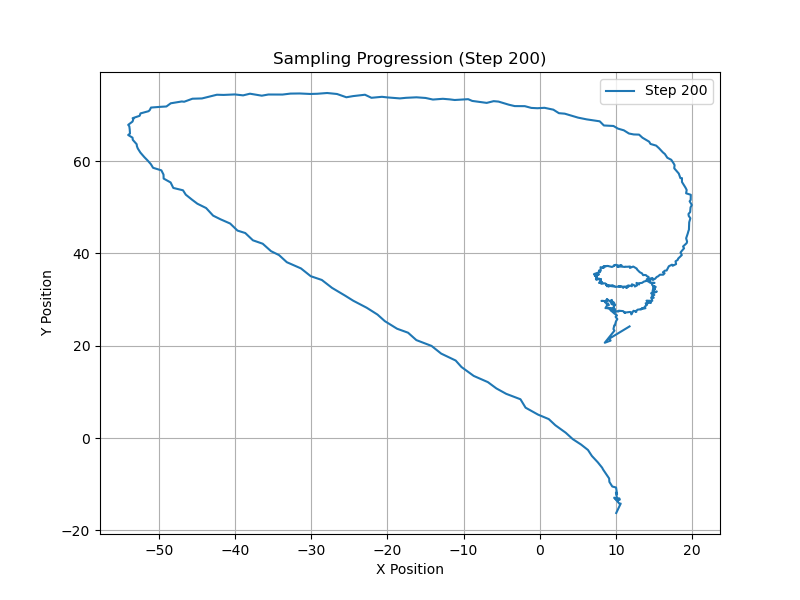 Sampling Progression (Step 200)
Step 200
60
40
20
0
−20
Y Position
−50 −40 −30 −20 −10 0 10 20
X Position